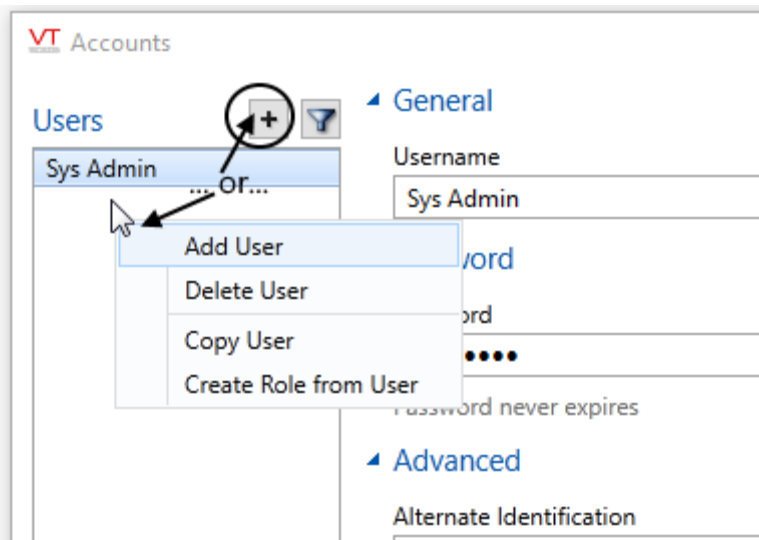 VT Accounts
Users
+
Sys Admin
... or...
Add User
Delete User
Copy User
Create Role from User
General
Username
Sys Admin
word
ord
••••
Password never expires
Advanced
Alternate Identification